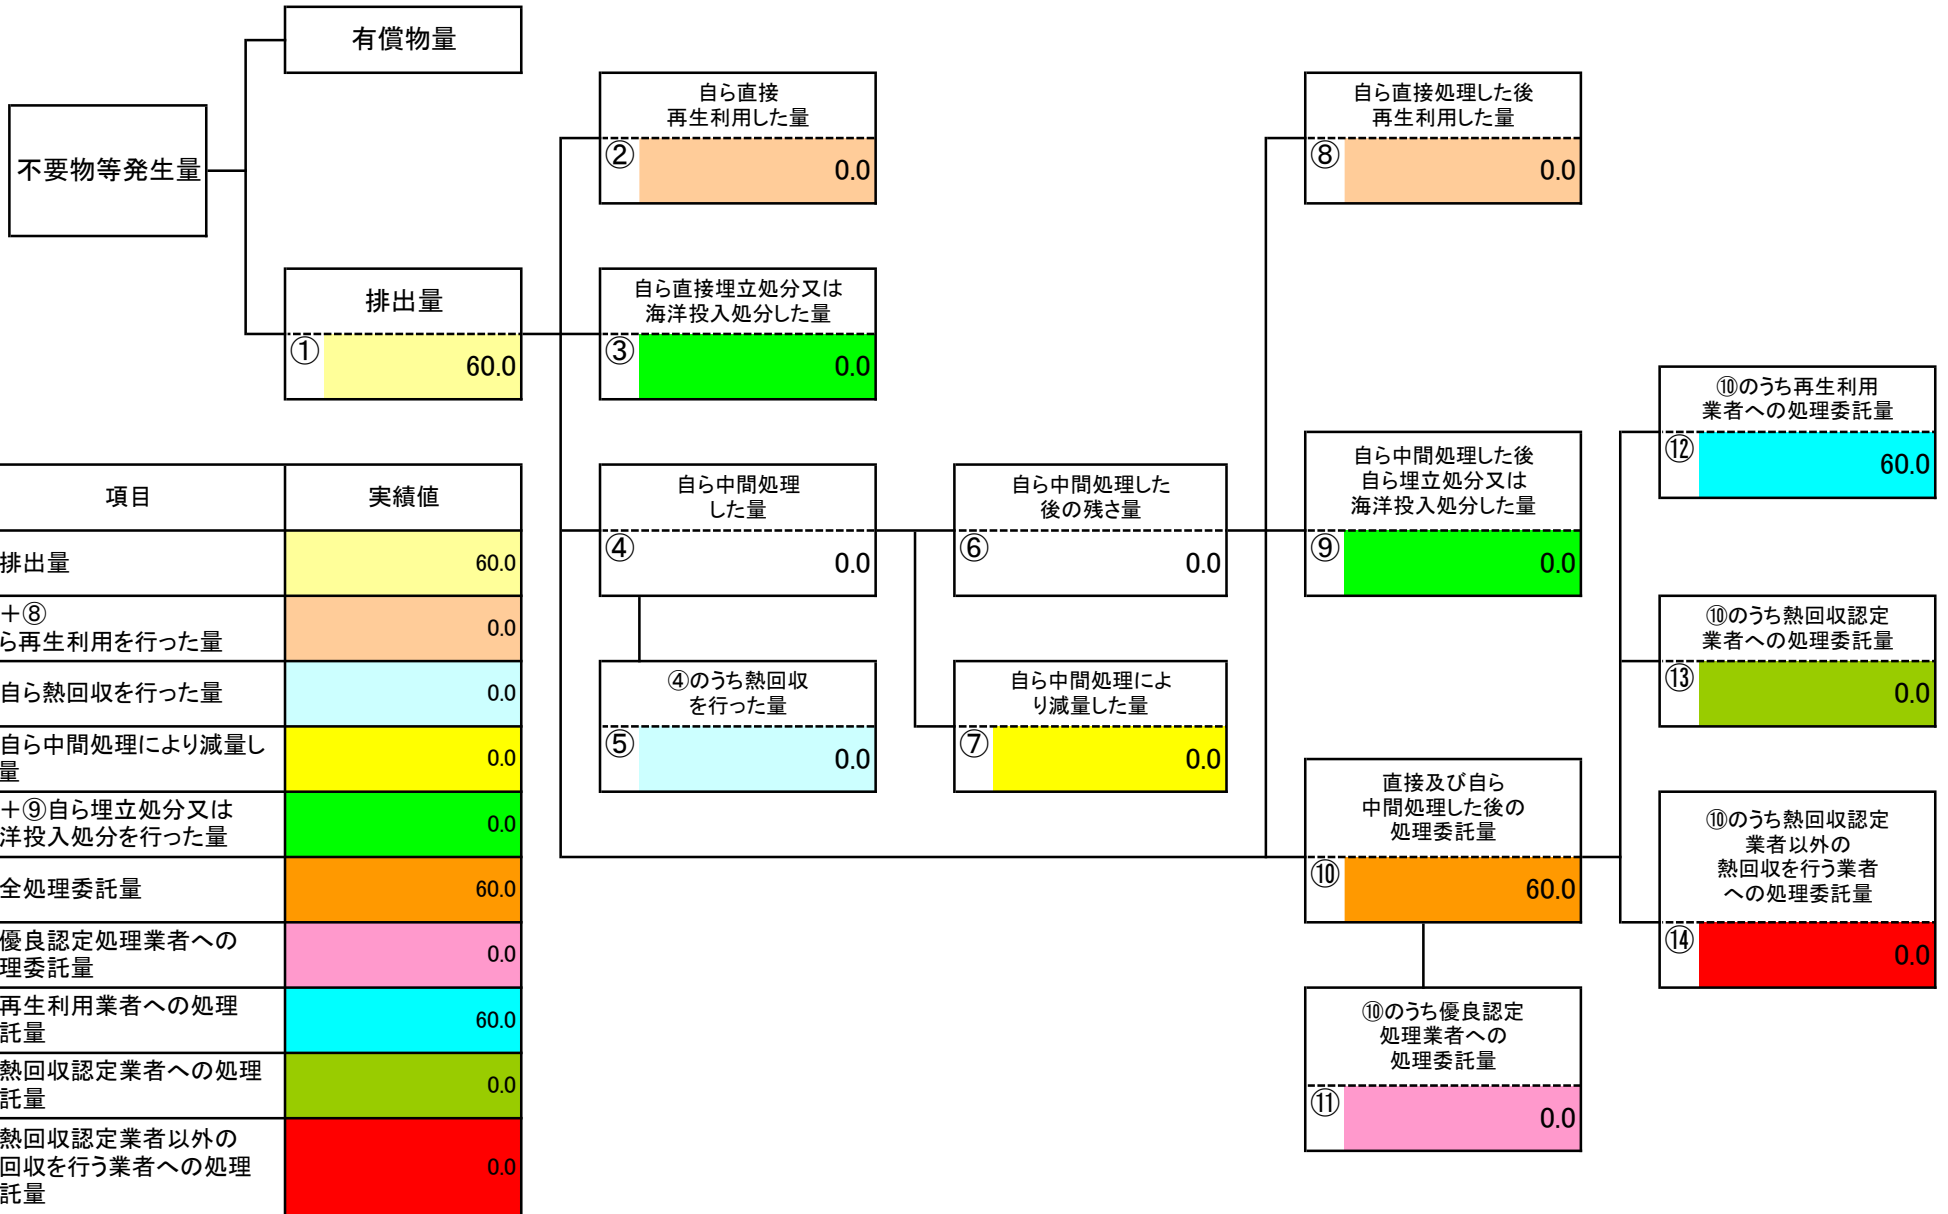 有償物量
不要物等発生量
排出量
①
60.0
自ら直接
再生利用した量
②
0.0
自ら直接埋立処分又は
海洋投入処分した量
③
0.0
自ら中間処理
した量
④
0.0
④のうち熱回収
を行った量
⑤
0.0
自ら中間処理した
後の残さ量
⑥
0.0
自ら中間処理によ
り減量した量
⑦
0.0
自ら直接処理した後
再生利用した量
⑧
0.0
自ら中間処理した後
自ら埋立処分又は
海洋投入処分した量
⑨
0.0
直接及び自ら
中間処理した後の
処理委託量
⑩
60.0
⑩のうち優良認定
処理業者への
処理委託量
⑪
0.0
⑩のうち再生利用
業者への処理委託量
⑫
60.0
⑩のうち熱回収認定
業者への処理委託量
⑬
0.0
⑩のうち熱回収認定
業者以外の
熱回収を行う業者
への処理委託量
⑭
0.0
項目 実績値
排出量 60.0
+⑧
ら再生利用を行った量 0.0
自ら熱回収を行った量 0.0
自ら中間処理により減量し
量 0.0
+⑨自ら埋立処分又は
洋投入処分を行った量 0.0
全処理委託量 60.0
優良認定処理業者への
理委託量 0.0
再生利用業者への処理
託量 60.0
熱回収認定業者への処理
託量 0.0
熱回収認定業者以外の
回収を行う業者への処理
託量 0.0